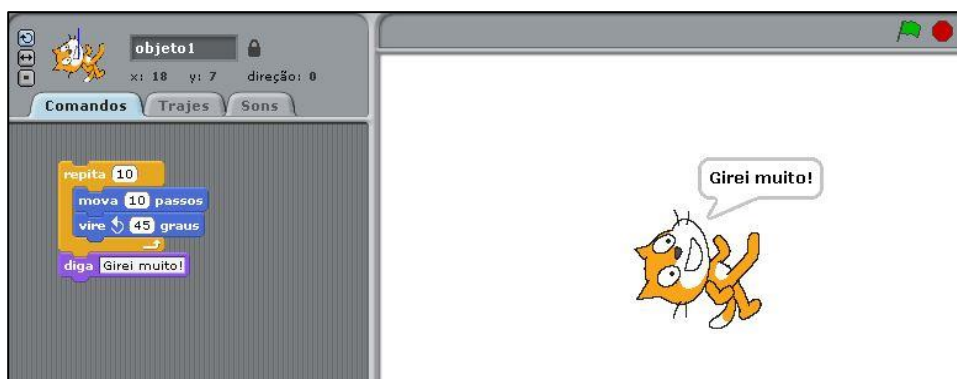 objeto1
x: 18 y: 7 direção: 0
Comandos Trajes Sons
repita 10
mova 10 passos
vire 45 graus
diga Girei muito!
Girei muito!